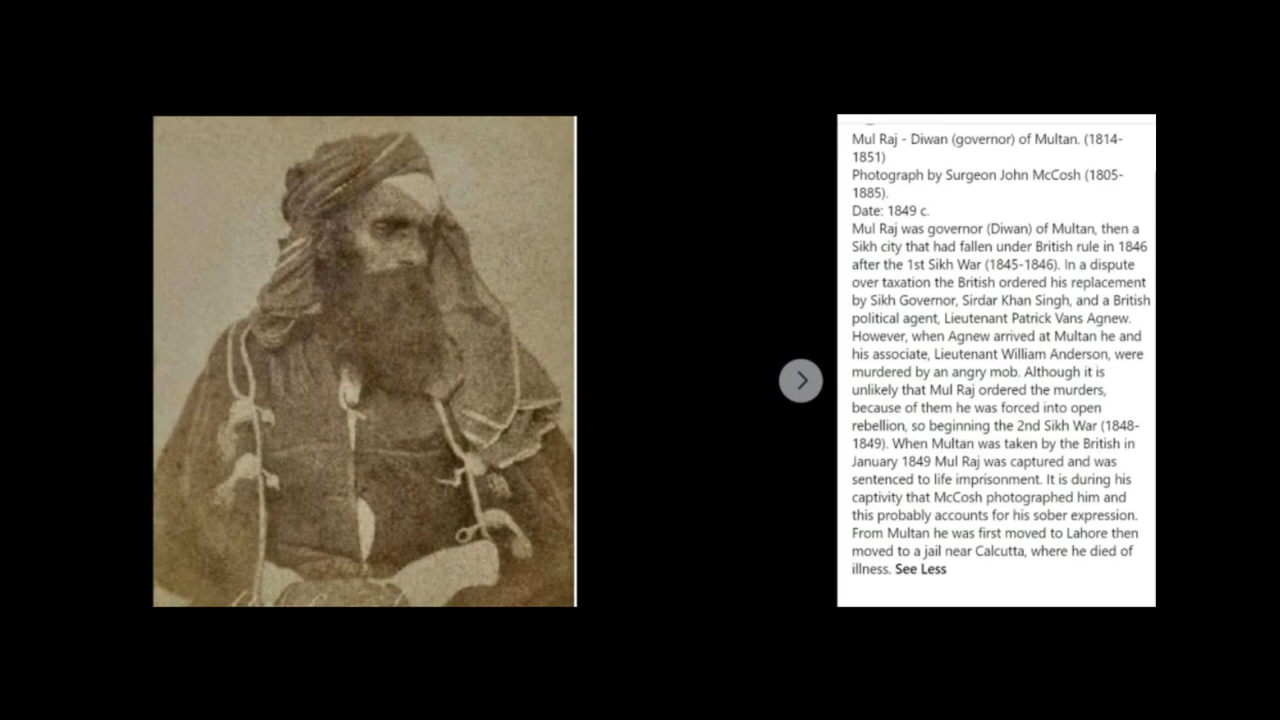 Mul Raj - Diwan (governor) of Multan. (1814-
1851)
Photograph by Surgeon John McCosh (1805-
1885).
Date: 1849 c.
Mul Raj was governor (Diwan) of Multan, then a
Sikh city that had fallen under British rule in 1846
after the 1st Sikh War (1845-1846). In a dispute
over taxation the British ordered his replacement
by Sikh Governor, Sirdar Khan Singh, and a British
political agent, Lieutenant Patrick Vans Agnew.
However, when Agnew arrived at Multan he and
his associate, Lieutenant William Anderson, were
murdered by an angry mob. Although it is
unlikely that Mul Raj ordered the murders,
because of them he was forced into open
rebellion, so beginning the 2nd Sikh War (1848-
1849). When Multan was taken by the British in
January 1849 Mul Raj was captured and was
sentenced to life imprisonment. It is during his
captivity that McCosh photographed him and
this probably accounts for his sober expression.
From Multan he was first moved to Lahore then
moved to a jail near Calcutta, where he died of
illness. See Less